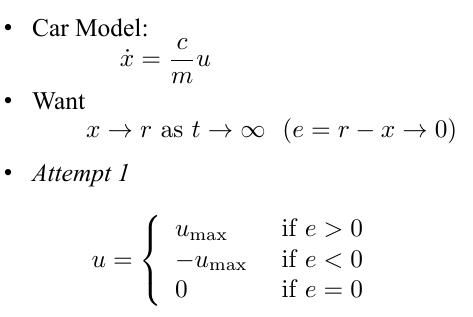 • Car Model:
ẋ = c/m u
• Want
x → r as t → ∞ (e = r − x → 0)
• Attempt 1
u = { u_max if e > 0
−u_max if e < 0
0 if e = 0